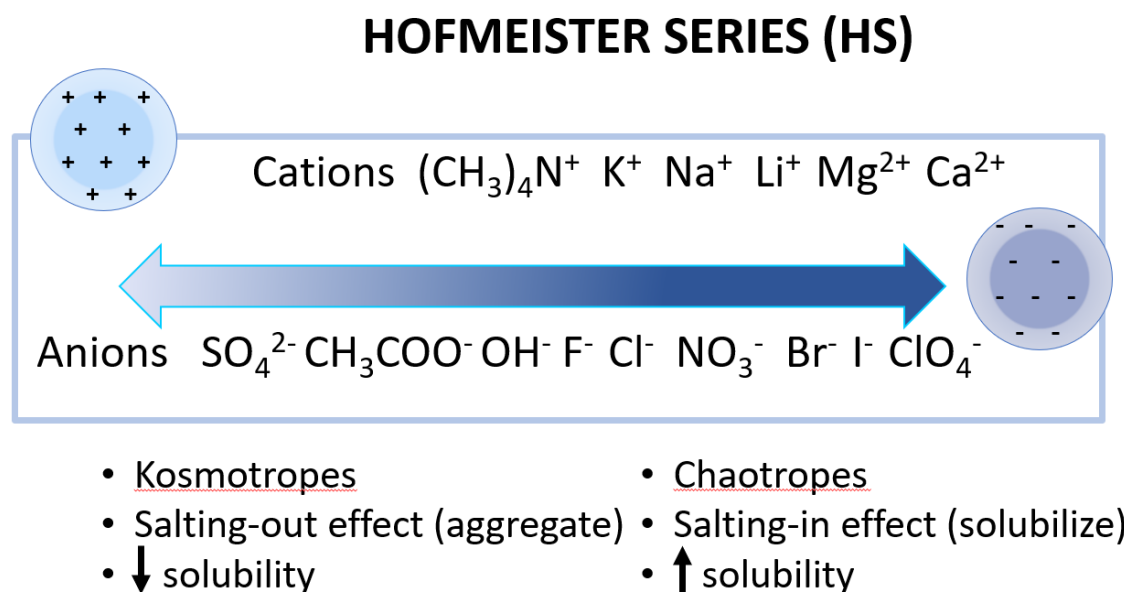 HOFMEISTER SERIES (HS)
+ + +
+ +
+ + +
+ +
Cations (CH₃)₄N⁺ K⁺ Na⁺ Li⁺ Mg²⁺ Ca²⁺
- - -
- -
- - -
- -
Anions SO₄²⁻ CH₃COO⁻ OH⁻ F⁻ Cl⁻ NO₃⁻ Br⁻ I⁻ ClO₄⁻
• Kosmotropes
• Salting-out effect (aggregate)
• ↓ solubility
• Chaotropes
• Salting-in effect (solubilize)
• ↑ solubility